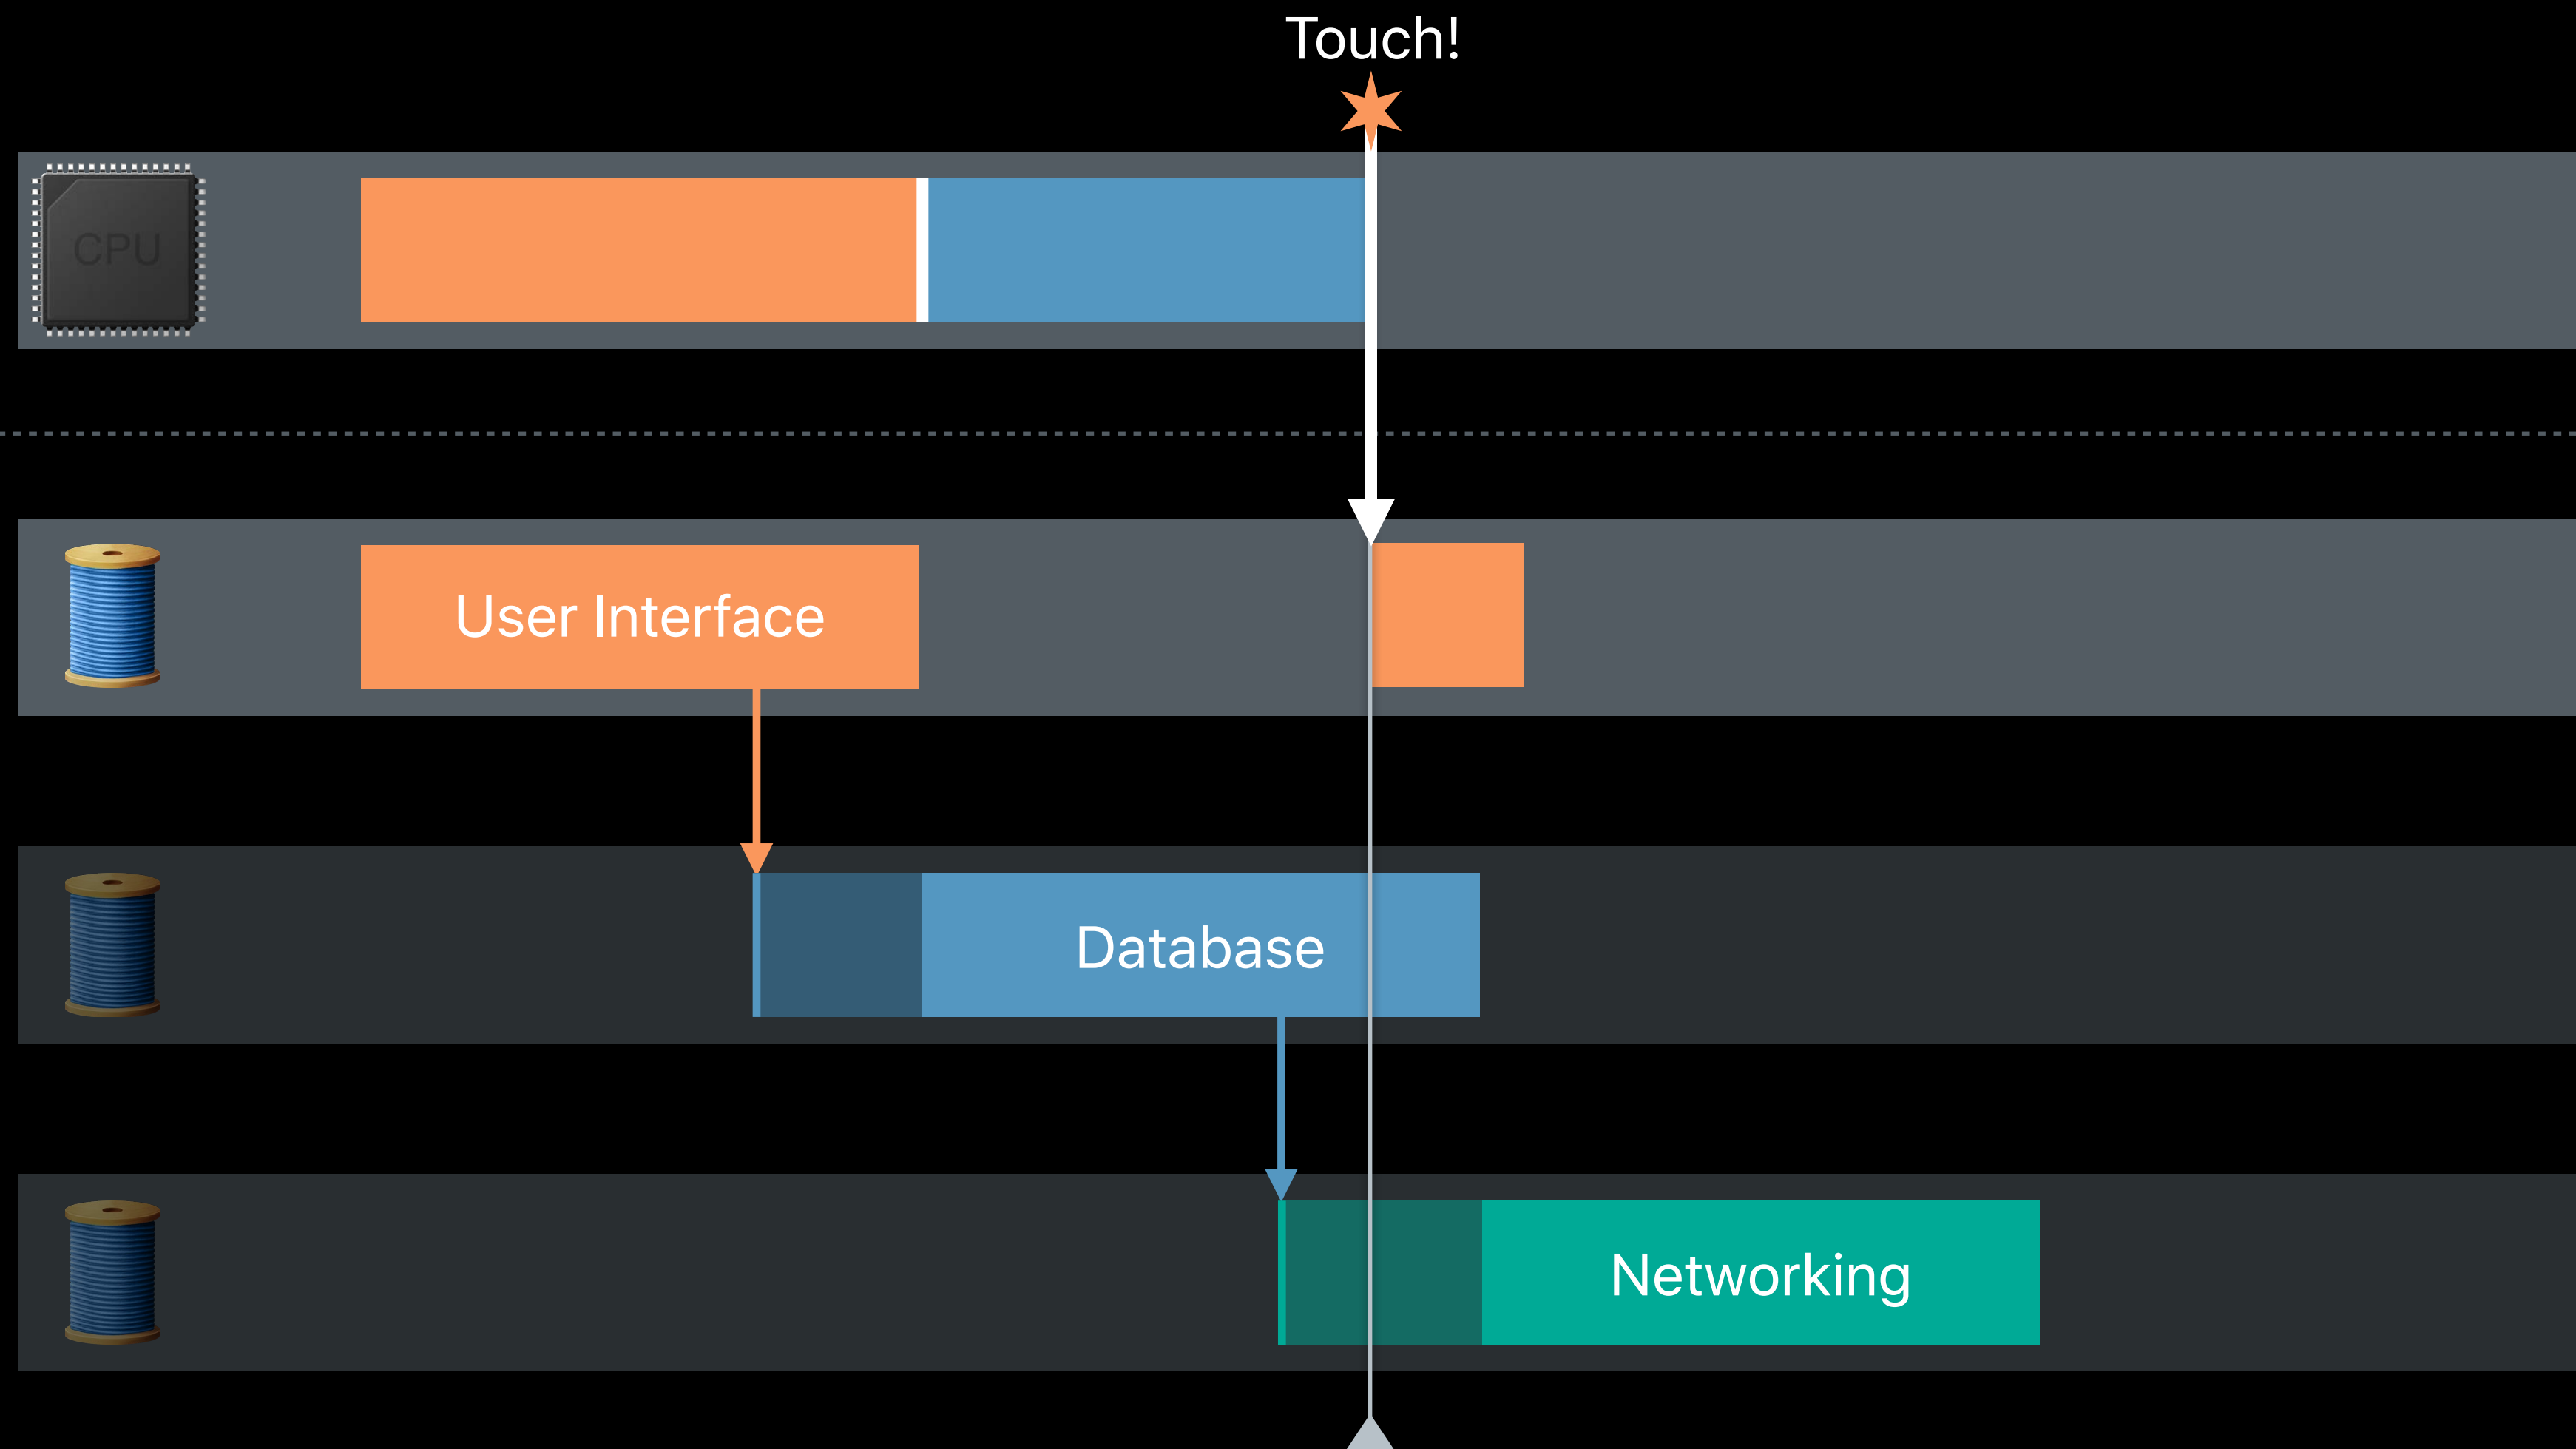 Touch!
CPU
User Interface
Database
Networking